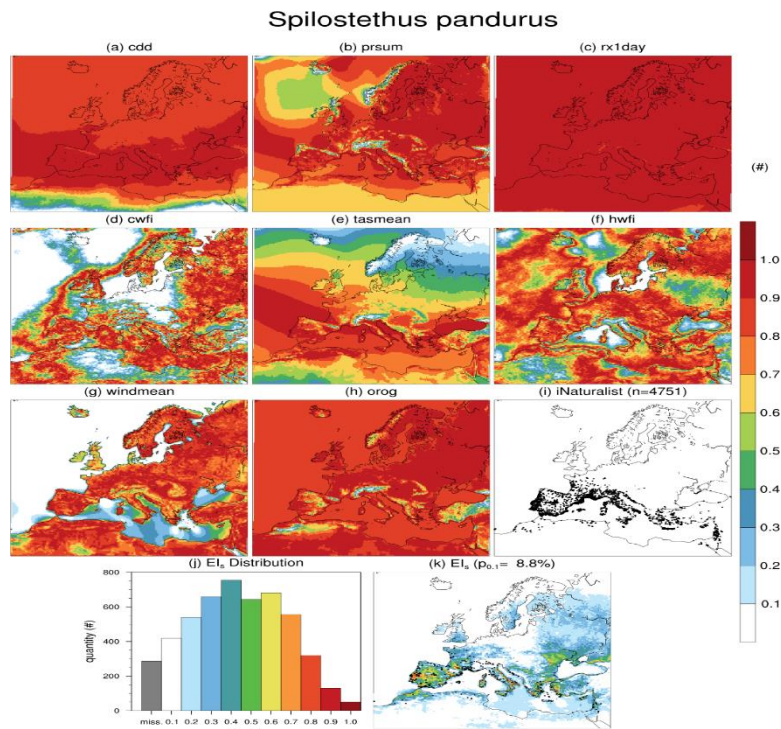 Spilostethus pandurus
(a) cdd
(b) prsum
(c) rx1day
(#)
(d) cwfi
(e) tasmean
(f) hwfi
1.0
0.9
0.8
0.7
0.6
0.5
0.4
0.3
0.2
0.1
(g) windmean
(h) orog
(i) iNaturalist (n=4751)
(j) EIs Distribution
(k) EIs (p0.1= 8.8%)
800
600
400
200
0
quantity (#)
miss. 0.1 0.2 0.3 0.4 0.5 0.6 0.7 0.8 0.9 1.0